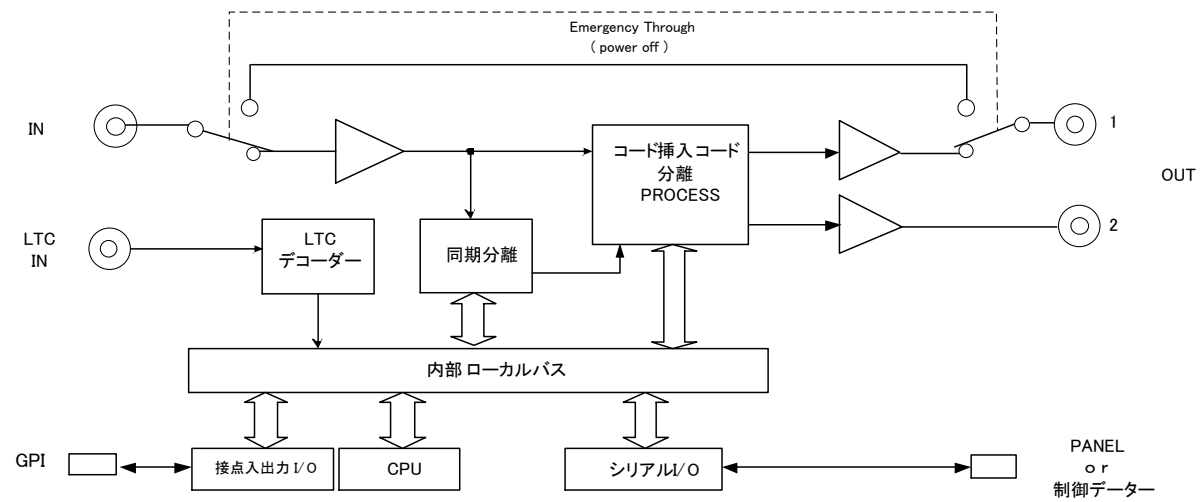 Emergency Through
( power off )
IN
1
コード挿入コード
分離
PROCESS
OUT
2
LTC
IN
LTC
デコーダー
同期分離
内部 ローカルバス
GPI
接点入出力 I/O
CPU
シリアルI/O
PANEL
o r
制御データー